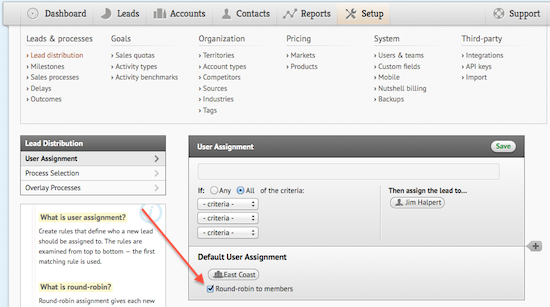 Dashboard Leads Accounts Contacts Reports Setup Support
Leads & processes Goals Organization Pricing System Third-party
› Lead distribution › Sales quotas › Territories › Markets › Users & teams › Integrations
› Milestones › Activity types › Account types › Products › Custom fields › API keys
› Sales processes › Activity benchmarks › Competitors › Mobile › Import
› Delays › Sources › Nutshell billing
› Outcomes › Industries › Backups
› Tags
Lead Distribution
User Assignment
Process Selection
Overlay Processes
What is user assignment?
Create rules that define who a new lead
should be assigned to. The rules are
examined from top to bottom — the first
matching rule is used.
What is round-robin?
Round-robin assignment gives each new
User Assignment Save
If: Any All of the criteria:
- criteria -
- criteria -
- criteria -
Then assign the lead to...
Jim Halpert
Default User Assignment
East Coast
Round-robin to members